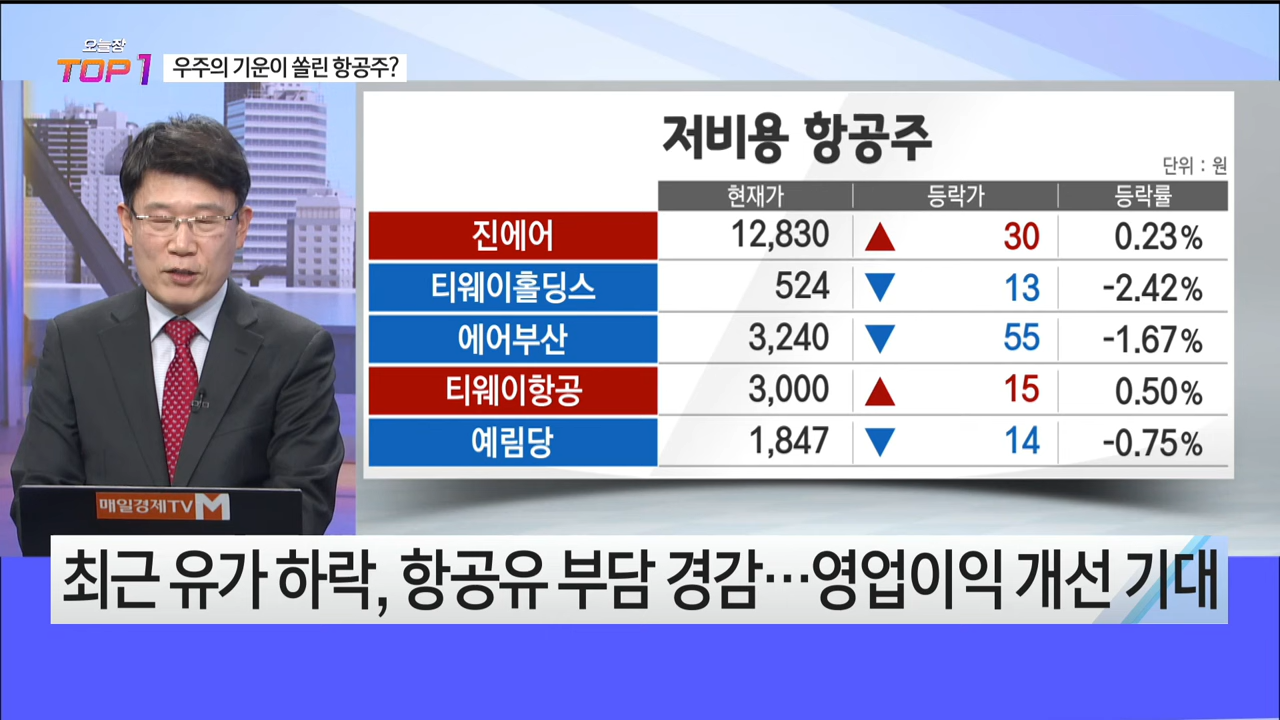 오늘장
TOP 1
우주의 기운이 쏠린 항공주?
저비용 항공주
단위 : 원
현재가 등락가 등락률
진에어 12,830 ▲ 30 0.23%
티웨이홀딩스 524 ▼ 13 -2.42%
에어부산 3,240 ▼ 55 -1.67%
티웨이항공 3,000 ▲ 15 0.50%
예림당 1,847 ▼ 14 -0.75%
매일경제TV M
최근 유가 하락, 항공유 부담 경감…영업이익 개선 기대